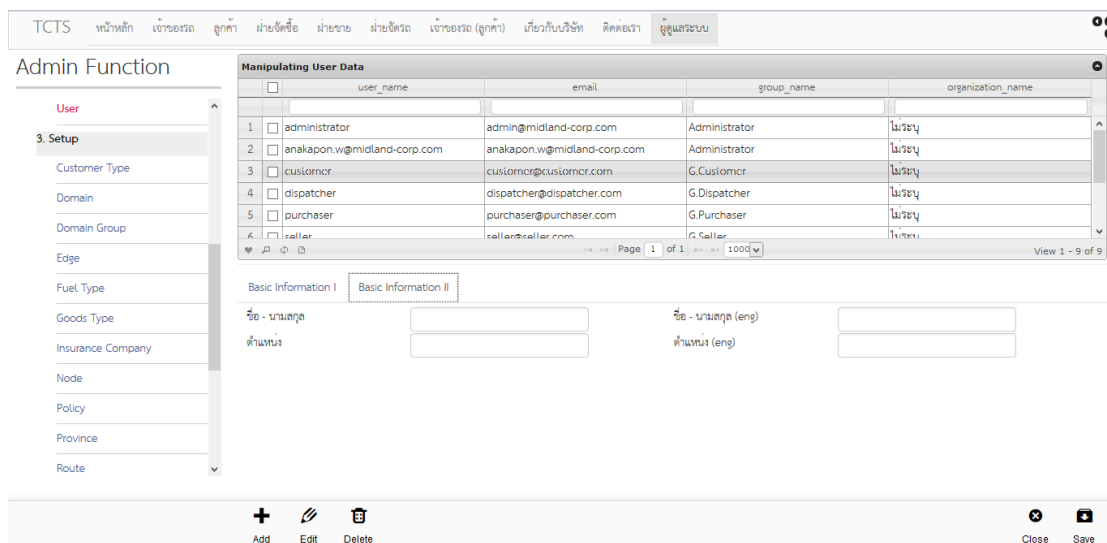 TCTS หน้าหลัก เจ้าของรถ ลูกค้า ฝ่ายจัดซื้อ ฝ่ายขาย ฝ่ายจัดรถ เจ้าของรถ (ลูกค้า) เกี่ยวกับบริษัท ติดต่อเรา ผู้ดูแลระบบ
Admin Function
User
3. Setup
Customer Type
Domain
Domain Group
Edge
Fuel Type
Goods Type
Insurance Company
Node
Policy
Province
Route
Manipulating User Data
user_name email group_name organization_name
1 administrator admin@midland-corp.com Administrator ไม่ระบุ
2 anakapon.w@midland-corp.com anakapon.w@midland-corp.com Administrator ไม่ระบุ
3 customer customer@customer.com G.Customer ไม่ระบุ
4 dispatcher dispatcher@dispatcher.com G.Dispatcher ไม่ระบุ
5 purchaser purchaser@purchaser.com G.Purchaser ไม่ระบุ
6 seller seller@seller.com G.Seller ไม่ระบุ
Page 1 of 1 1000 View 1 - 9 of 9
Basic Information I Basic Information II
ชื่อ - นามสกุล ชื่อ - นามสกุล (eng)
ตำแหน่ง ตำแหน่ง (eng)
Add Edit Delete Close Save